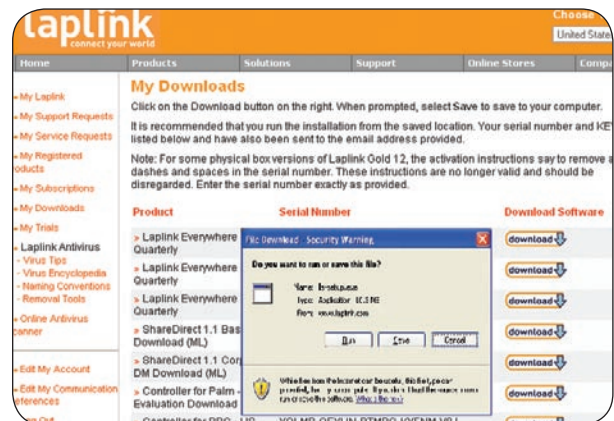 laplink
connect your world
Choose
United State
Home Products Solutions Support Online Stores
My Laplink
My Support Requests
My Service Requests
My Registered
oducts
My Subscriptions
My Downloads
My Trials
Laplink Antivirus
- Virus Tips
- Virus Encyclopedia
- Naming Conventions
- Removal Tools
Online Antivirus
canner
Edit My Account
Edit My Communication
eferences
My Downloads
Click on the Download button on the right. When prompted, select Save to save to your computer.
It is recommended that you run the installation from the saved location. Your serial number and KE
listed below and have also been sent to the email address provided.
Note: For some physical box versions of Laplink Gold 12, the activation instructions say to remove a
dashes and spaces in the serial number. These instructions are no longer valid and should be
disregarded. Enter the serial number exactly as provided.
Product Serial Number Download Software
» Laplink Everywhere
Quarterly
download
» Laplink Everywhere
Quarterly
download
» Laplink Everywhere
Quarterly
download
» ShareDirect 1.1 Bas
Download (ML)
download
» ShareDirect 1.1 Cor
DM Download (ML)
download
» Controller for Palm -
Evaluation Download
download
File Download - Security Warning
Do you want to run or save this file?
Name:
Type: Application
From: www.laplink.com
Run Save Cancel